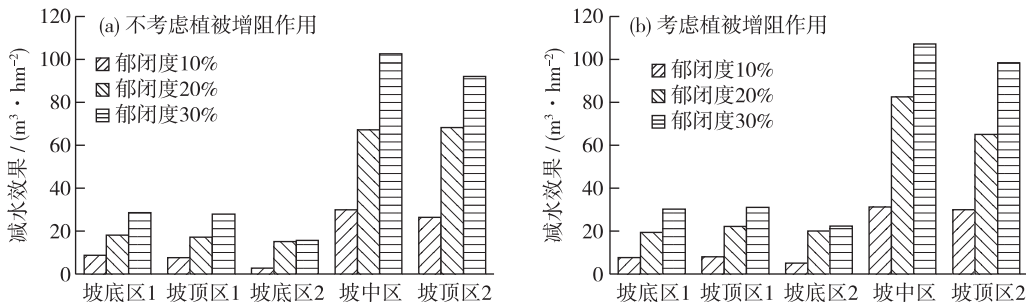 (a) 不考虑植被增阻作用
郁闭度10%
郁闭度20%
郁闭度30%
减水效果 / (m³·hm⁻²)
120
100
80
60
40
20
0
坡底区1 坡顶区1 坡底区2 坡中区 坡顶区2
(b) 考虑植被增阻作用
郁闭度10%
郁闭度20%
郁闭度30%
减水效果 / (m³·hm⁻²)
120
100
80
60
40
20
0
坡底区1 坡顶区1 坡底区2 坡中区 坡顶区2